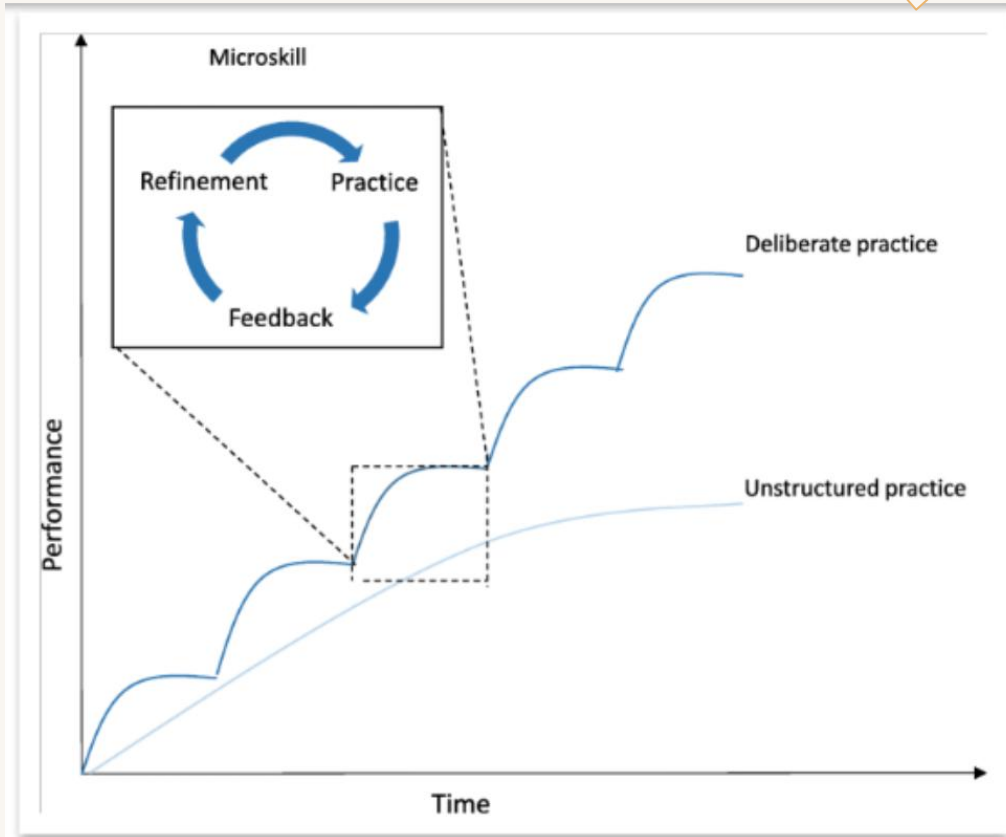 Microskill
Refinement
Practice
Feedback
Deliberate practice
Unstructured practice
Performance
Time